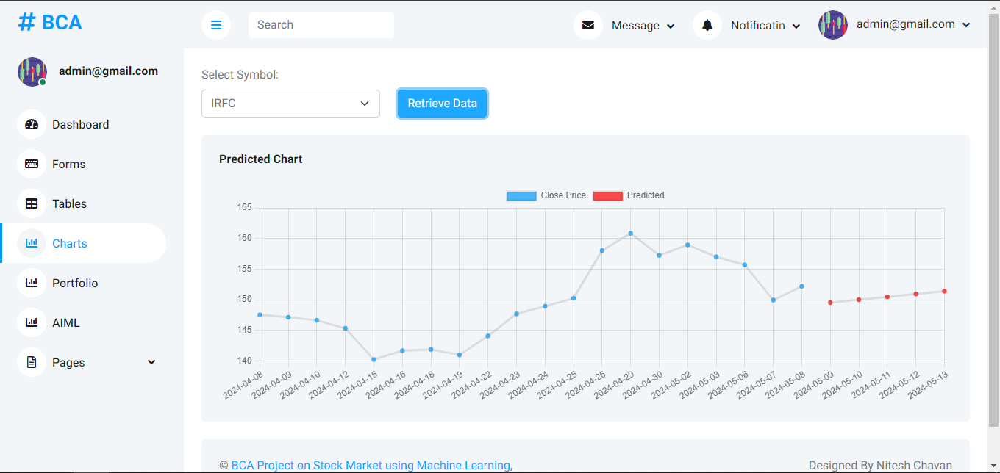 # BCA
Search
Message
Notificatin
admin@gmail.com
admin@gmail.com
Dashboard
Forms
Tables
Charts
Portfolio
AIML
Pages
Select Symbol:
IRFC
Retrieve Data
Predicted Chart
Close Price Predicted
165
160
155
150
145
140
2024-04-08
2024-04-09
2024-04-10
2024-04-12
2024-04-15
2024-04-16
2024-04-18
2024-04-19
2024-04-22
2024-04-23
2024-04-24
2024-04-25
2024-04-26
2024-04-29
2024-04-30
2024-05-02
2024-05-03
2024-05-06
2024-05-07
2024-05-08
2024-05-09
2024-05-10
2024-05-11
2024-05-12
2024-05-13
© BCA Project on Stock Market using Machine Learning,
Designed By Nitesh Chavan